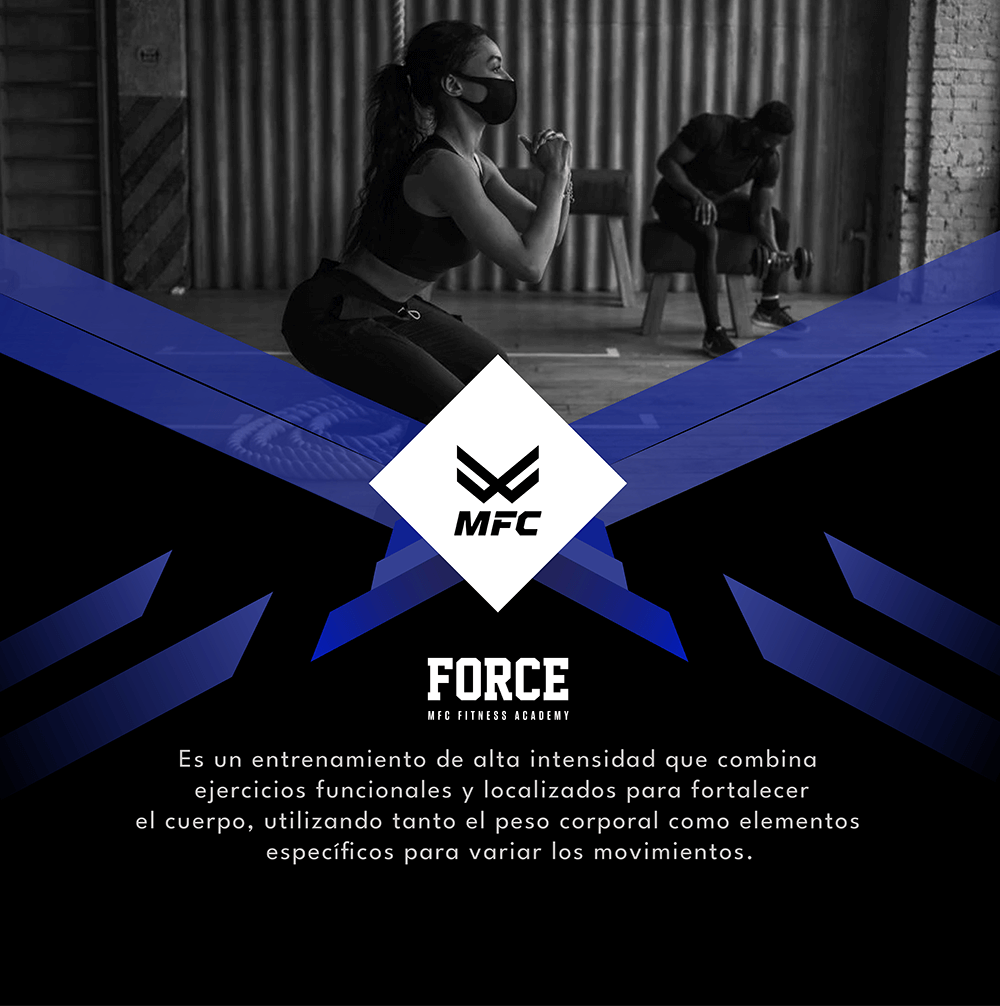 MFC
FORCE
MFC FITNESS ACADEMY
Es un entrenamiento de alta intensidad que combina
ejercicios funcionales y localizados para fortalecer
el cuerpo, utilizando tanto el peso corporal como elementos
específicos para variar los movimientos.